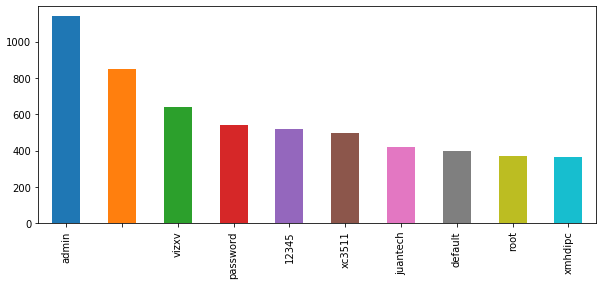 1000
800
600
400
200
0
admin
vizxv
password
12345
xc3511
juantech
default
root
xmhdipc